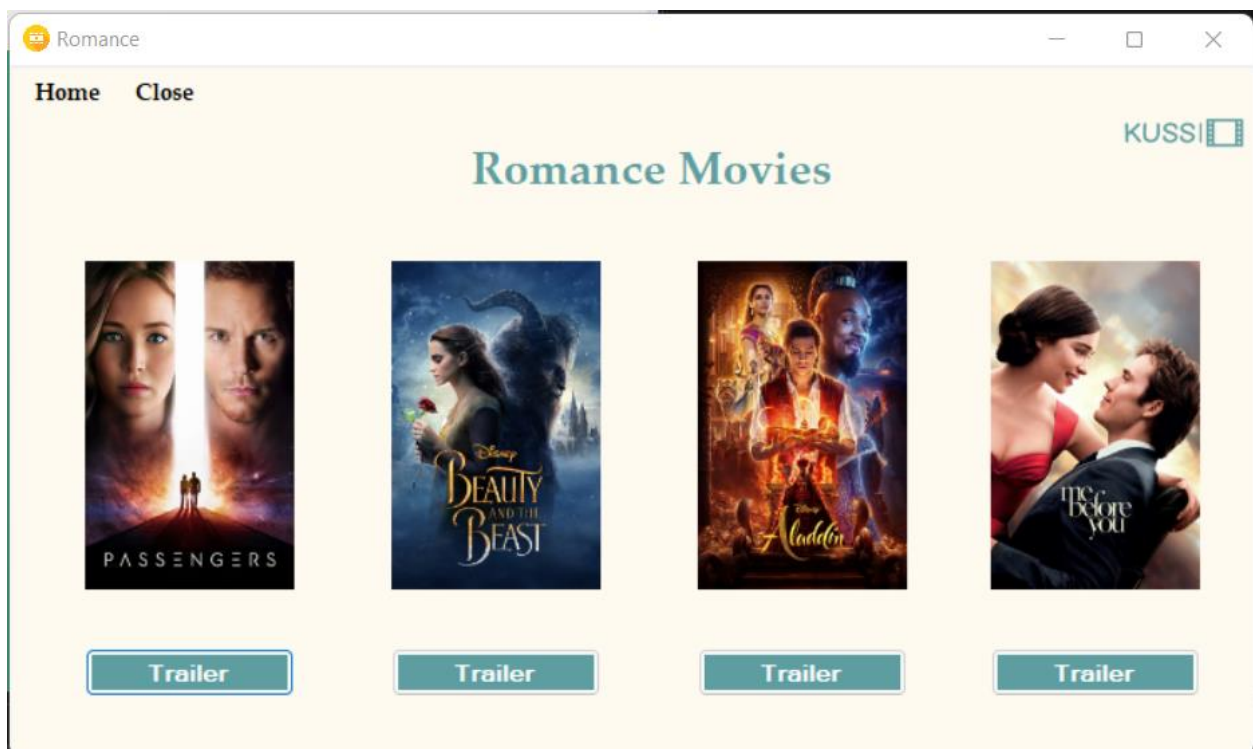 Romance
Home Close
KUSSI
Romance Movies
PASSENGERS
Disney
BEAUTY
AND THE
BEAST
Disney
Aladdin
me
before
you
Trailer Trailer Trailer Trailer